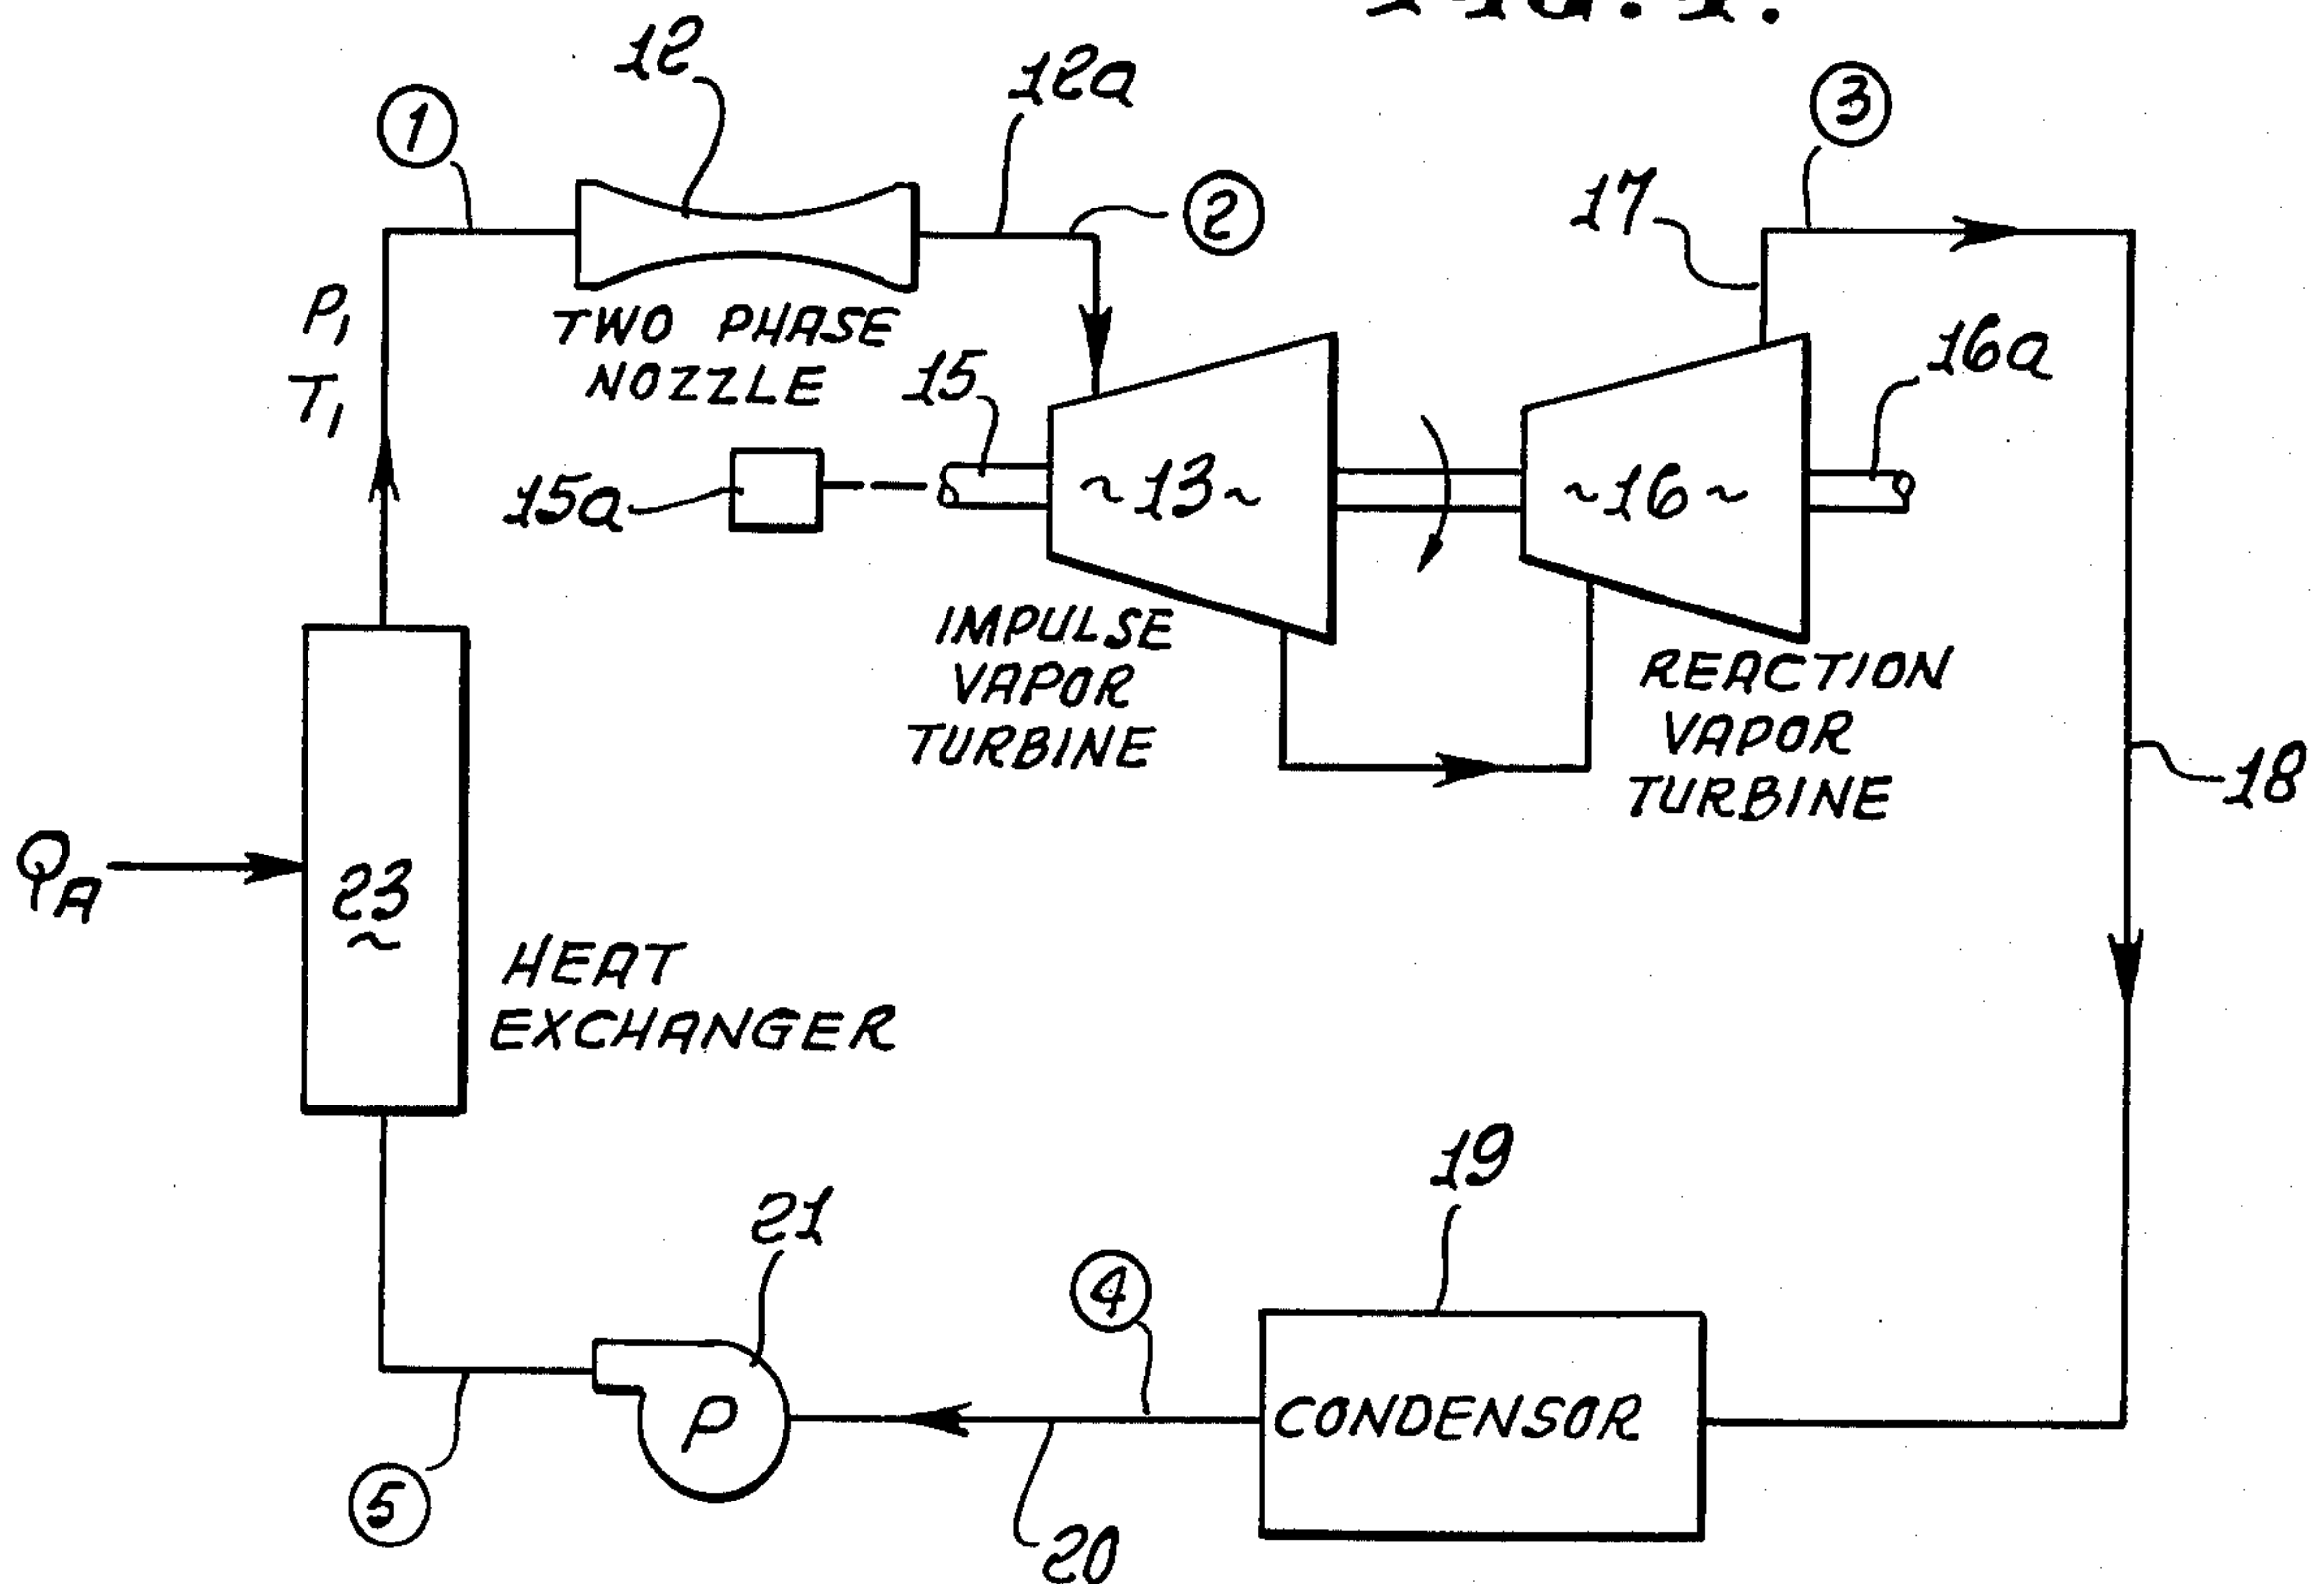 12
12a
1
2
3
17
P1
T1
TWO PHASE
NOZZLE
15
16a
15a
~13~
~16~
IMPULSE
VAPOR
TURBINE
REACTION
VAPOR
TURBINE
18
QA
23
HEAT
EXCHANGER
19
21
4
CONDENSOR
P
5
20